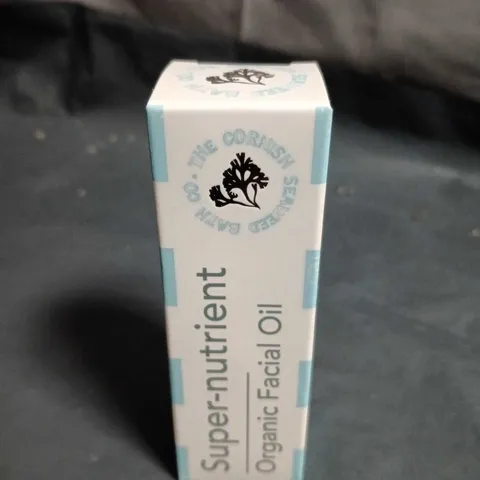 THE CORNISH SEAWEED BATH CO.
Super-nutrient
Organic Facial Oil